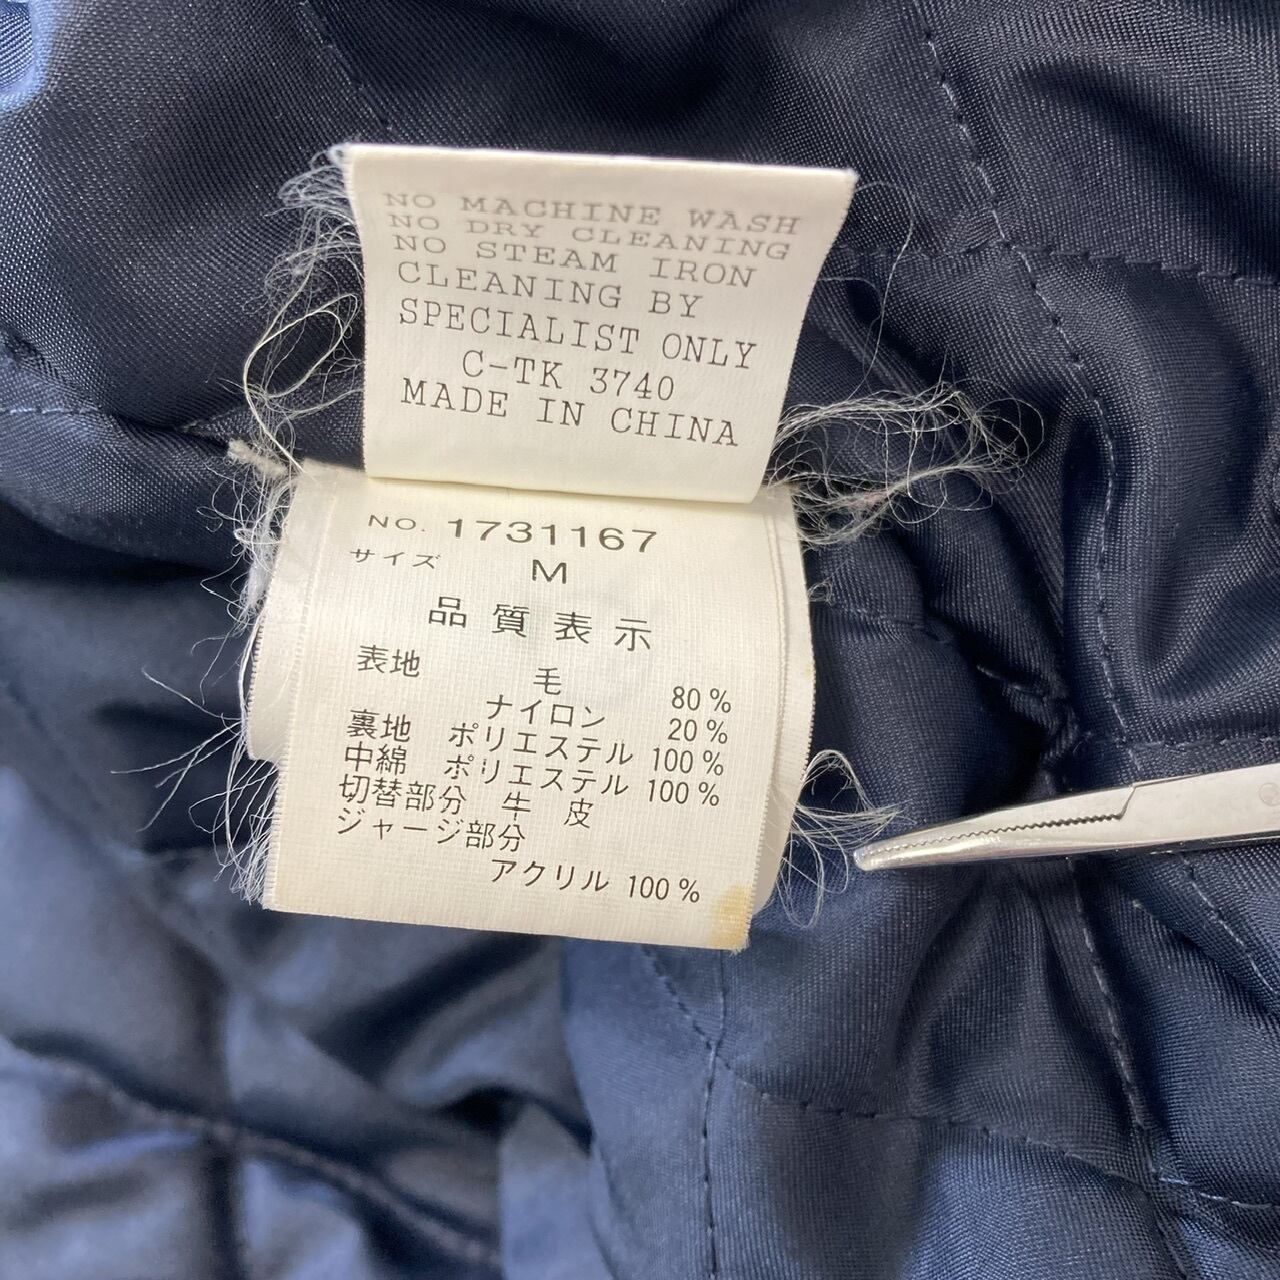 NO MACHINE WASH
NO DRY CLEANING
NO STEAM IRON
CLEANING BY
SPECIALIST ONLY
C-TK 3740
MADE IN CHINA
NO. 1731167
サイズ M
品質表示
表地 毛 80%
ナイロン 20%
裏地 ポリエステル 100%
中綿 ポリエステル 100%
切替部分 牛皮
ジャージ部分
アクリル 100%